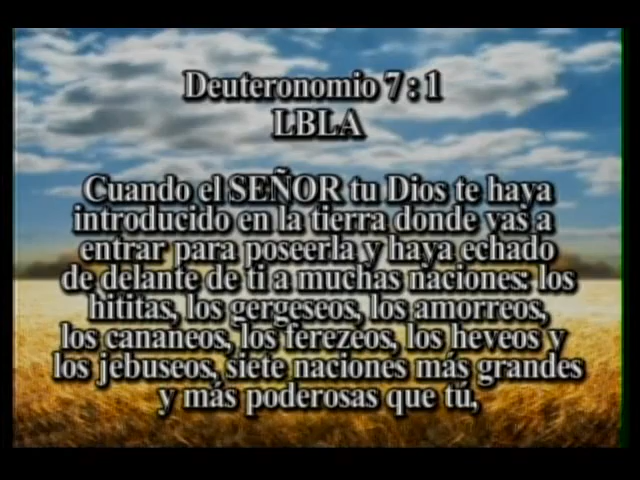 Deuteronomio 7 : 1
LBLA
Cuando el SEÑOR tu Dios te haya
introducido en la tierra donde vas a
entrar para poseerla y haya echado
de delante de ti a muchas naciones: los
hititas, los gergeseos, los amorreos,
los cananeos, los ferezeos, los heveos y
los jebuseos, siete naciones más grandes
y más poderosas que tú,